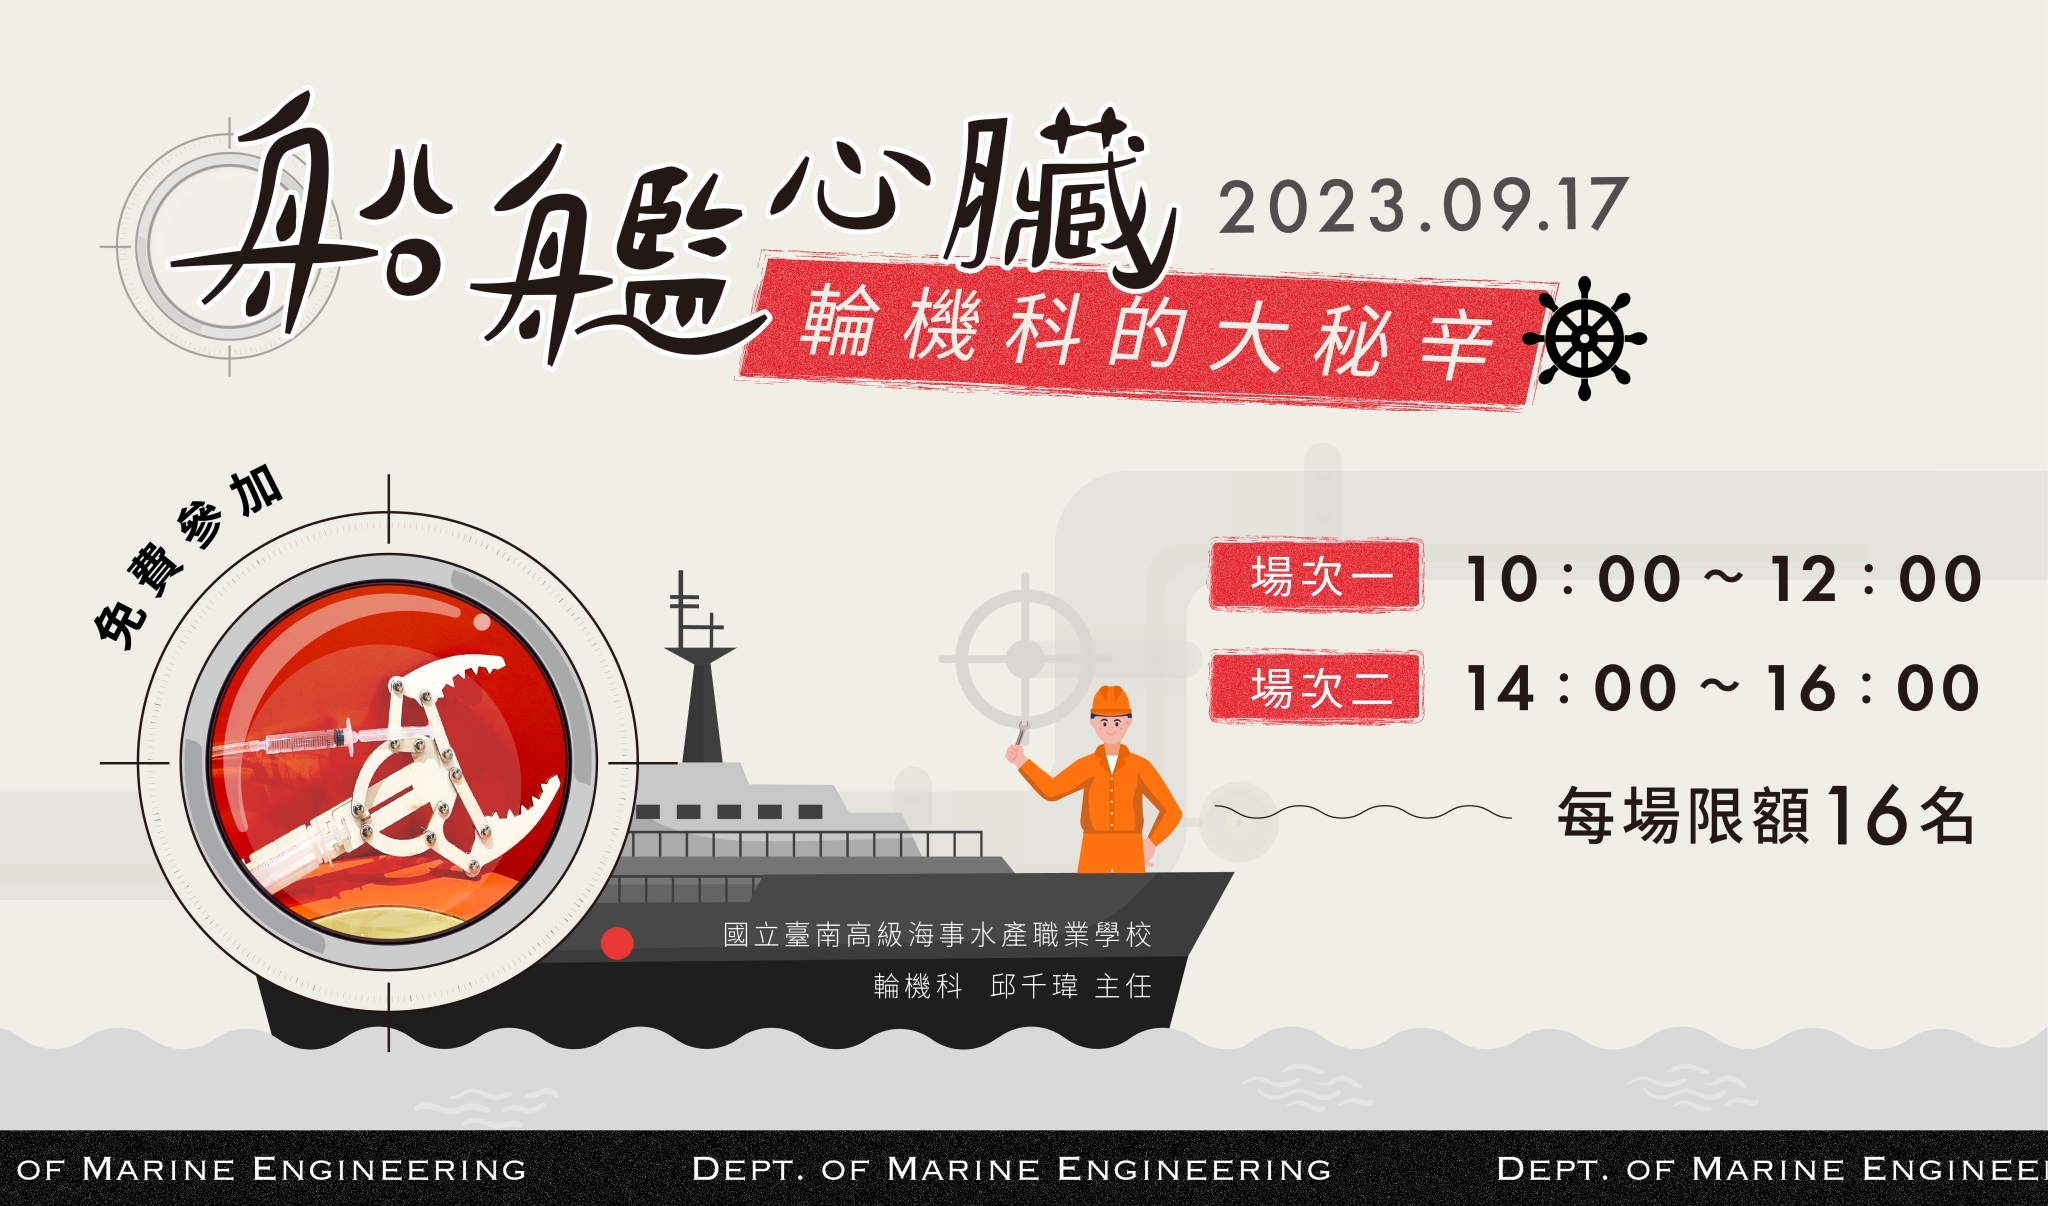 船艦心臟
2023.09.17
輪機科的大秘辛
免費參加
場次一 10：00～12：00
場次二 14：00～16：00
每場限額16名
國立臺南高級海事水產職業學校
輪機科 邱千瑋 主任
OF MARINE ENGINEERING DEPT. OF MARINE ENGINEERING DEPT. OF MARINE ENGINEE